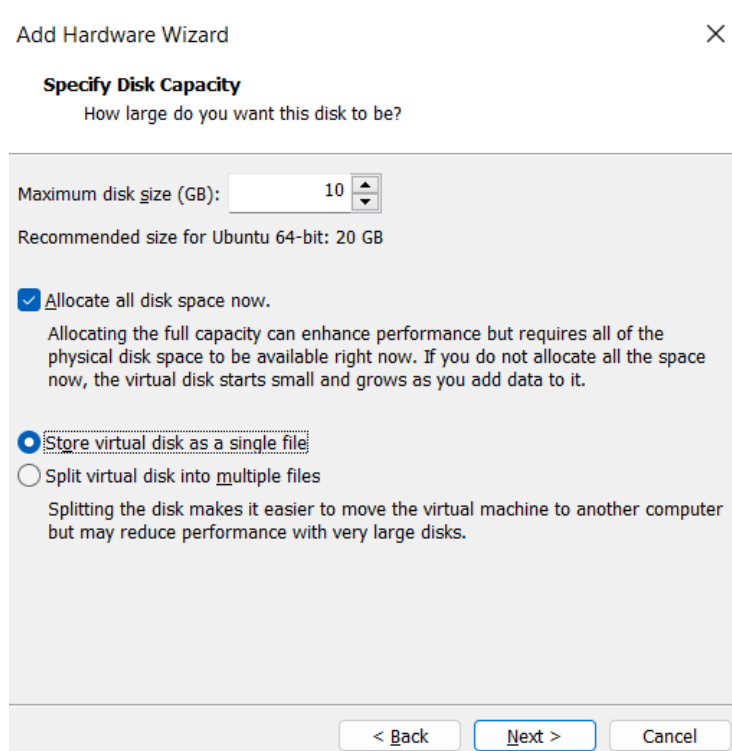 Add Hardware Wizard
Specify Disk Capacity
How large do you want this disk to be?
Maximum disk size (GB): 10
Recommended size for Ubuntu 64-bit: 20 GB
Allocate all disk space now.
Allocating the full capacity can enhance performance but requires all of the
physical disk space to be available right now. If you do not allocate all the space
now, the virtual disk starts small and grows as you add data to it.
Store virtual disk as a single file
Split virtual disk into multiple files
Splitting the disk makes it easier to move the virtual machine to another computer
but may reduce performance with very large disks.
< Back Next > Cancel